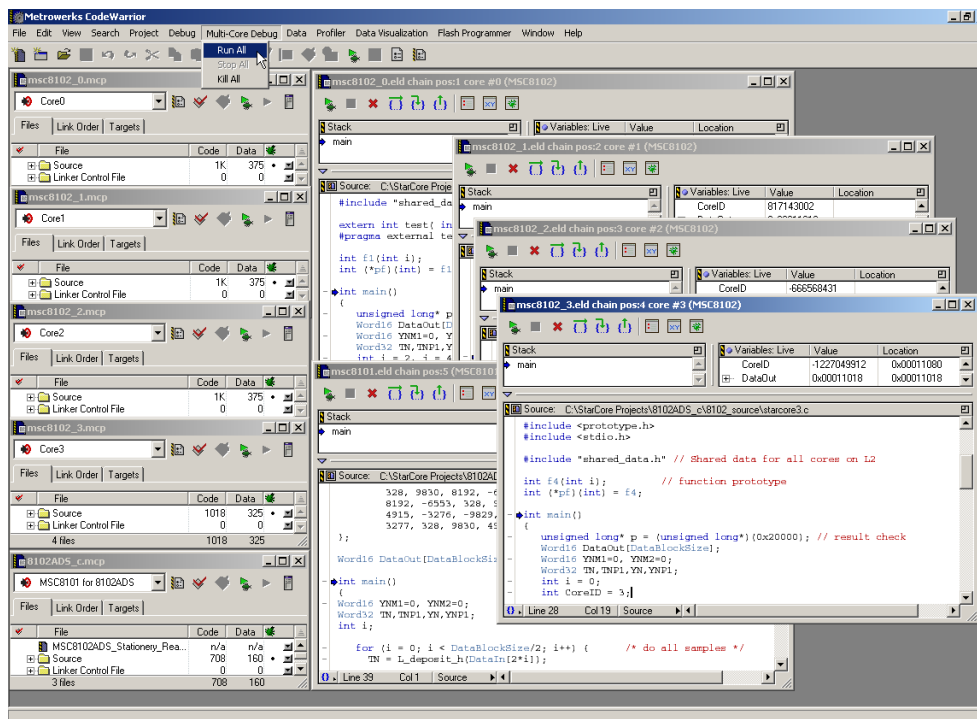 Metrowerks CodeWarrior
File Edit View Search Project Debug Multi-Core Debug Data Profiler Data Visualization Flash Programmer Window Help
Run All
Stop All
Kill All
msc8102_0.mcp
Core0
Files Link Order Targets
File Code Data
Source 1K 375
Linker Control File 0 0
msc8102_1.mcp
Core1
Files Link Order Targets
File Code Data
Source 1K 375
Linker Control File 0 0
msc8102_2.mcp
Core2
Files Link Order Targets
File Code Data
Source 1K 375
Linker Control File 0 0
msc8102_3.mcp
Core3
Files Link Order Targets
File Code Data
Source 1018 325
Linker Control File 0 0
4 files 1018 325
8102ADS_c.mcp
MSC8101 for 8102ADS
Files Link Order Targets
File Code Data
MSC8102ADS_Stationery_Rea... n/a n/a
Source 708 160
Linker Control File 0 0
3 files 708 160
msc8102_0.eld chain pos:1 core #0 (MSC8102)
Stack Variables: Live Value Location
main
Source: C:\StarCore Proje
#include "shared_da
extern int test( in
#pragma external te
int f1(int i);
int (*pf)(int) = f1
int main()
{
unsigned long* p
Word16 DataOut[D
Word16 YNM1=0, Y
Word32 TN,TNP1,Y
int i = 2, j = 4
msc8102_1.eld chain pos:2 core #1 (MSC8102)
Stack Variables: Live Value Location
main CoreID 817143002
msc8102_2.eld chain pos:3 core #2 (MSC8102)
Stack Variables: Live Value Location
main CoreID -666568431
msc8102_3.eld chain pos:4 core #3 (MSC8102)
Stack Variables: Live Value Location
main CoreID -1227049912 0x00011080
DataOut 0x00011018 0x00011018
Source: C:\StarCore Projects\8102ADS_c\8102_source\starcore3.c
#include <prototype.h>
#include <stdio.h>
#include "shared_data.h" // Shared data for all cores on L2
int f4(int i); // function prototype
int (*pf)(int) = f4;
int main()
{
unsigned long* p = (unsigned long*)(0x20000); // result check
Word16 DataOut[DataBlockSize];
Word16 YNM1=0, YNM2=0;
Word32 TN,TNP1,YN,YNP1;
int i = 0;
int CoreID = 3;
Line 28 Col 19 Source
msc8101.eld chain pos:5 (MSC8101
Stack
main
Source: C:\StarCore Projects\8102AD
328, 9830, 8192, -6
8192, -6553, 328, 9
4915, -3276, -9829,
3277, 328, 9830, 49
};
Word16 DataOut[DataBlockSiz
int main()
{
Word16 YNM1=0, YNM2=0;
Word32 TN,TNP1,YN,YNP1;
int i;
for (i = 0; i < DataBlockSize/2; i++) { /* do all samples */
TN = L_deposit_h(DataIn[2*i]);
Line 39 Col 1 Source